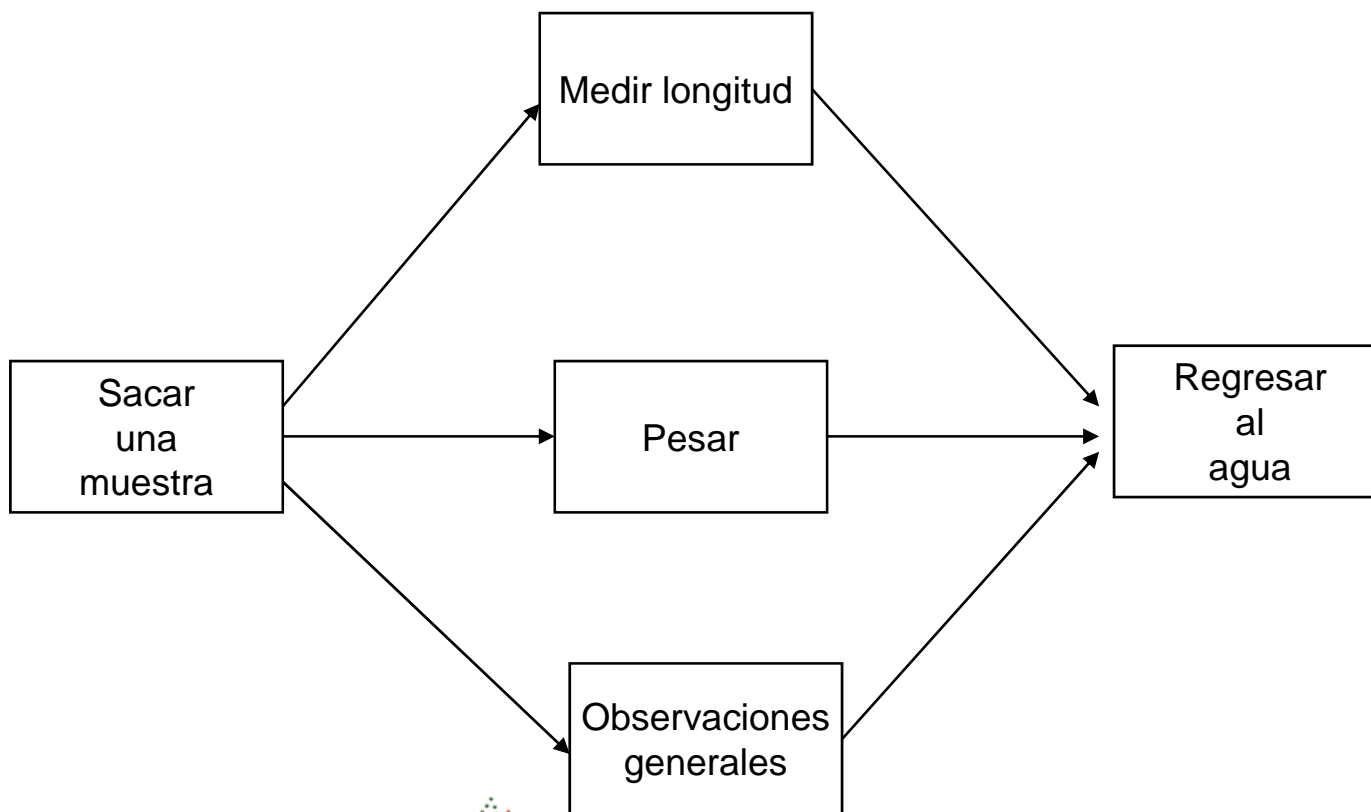 Medir longitud
Sacar
una
muestra
Pesar
Regresar
al
agua
Observaciones
generales